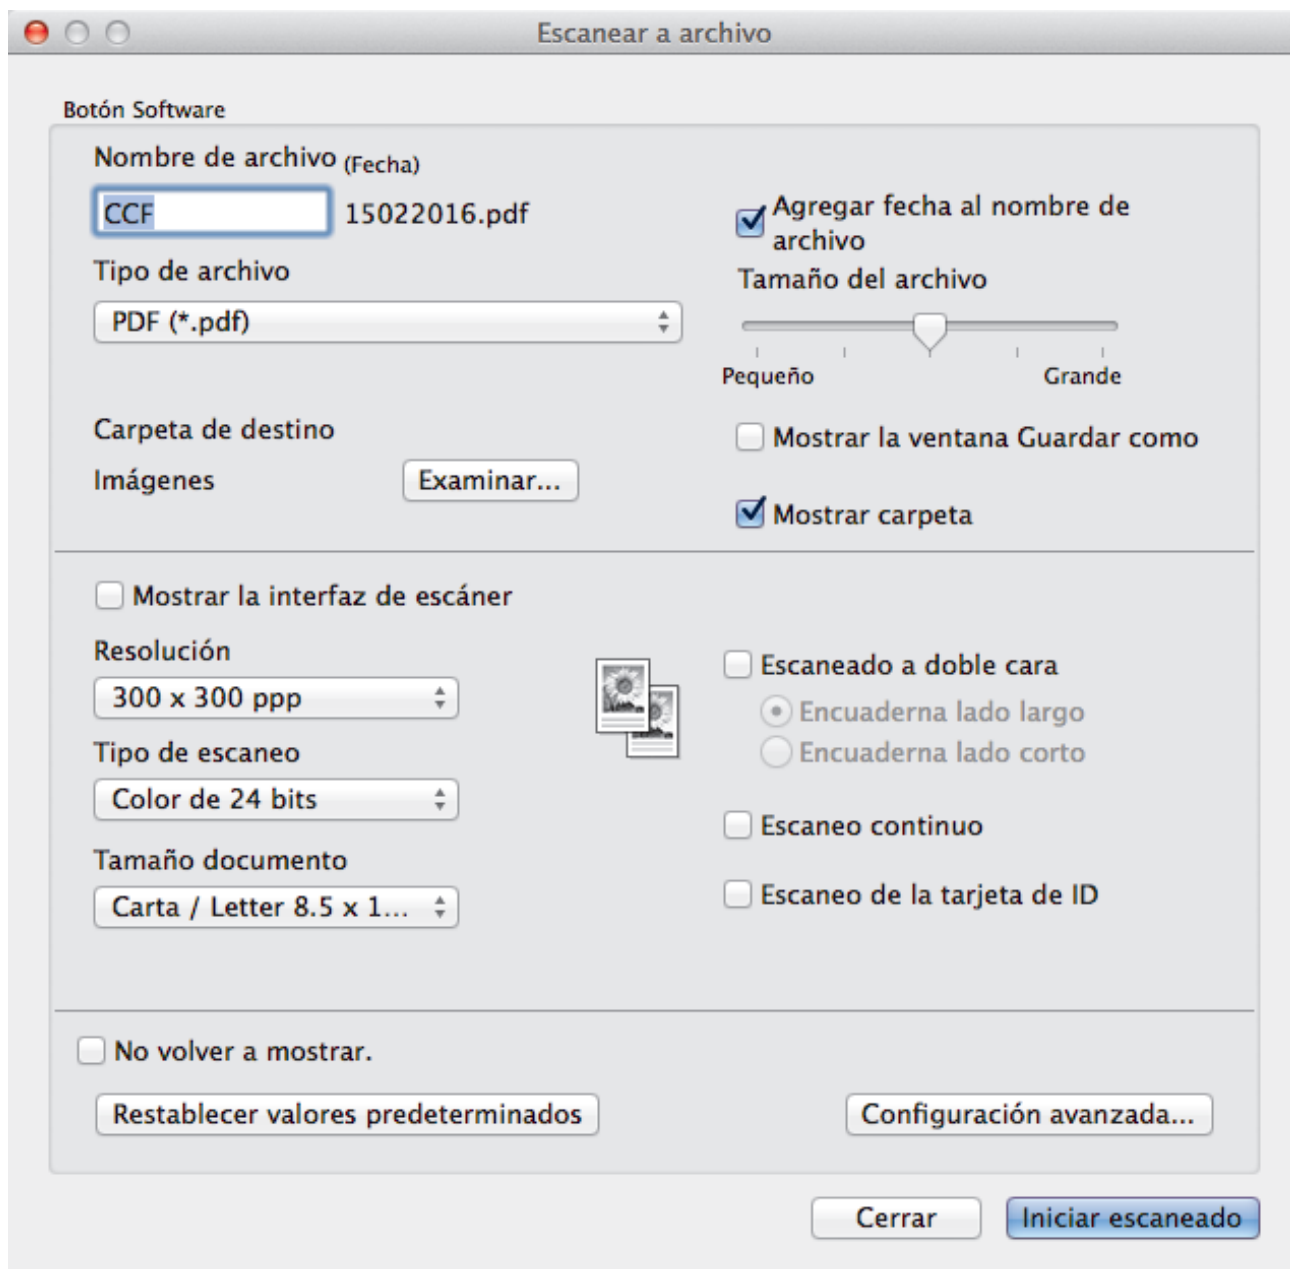 Escanear a archivo
Botón Software
Nombre de archivo (Fecha)
CCF 15022016.pdf
Agregar fecha al nombre de
archivo
Tipo de archivo
PDF (*.pdf)
Tamaño del archivo
Pequeño Grande
Carpeta de destino
Imágenes Examinar...
Mostrar la ventana Guardar como
Mostrar carpeta
Mostrar la interfaz de escáner
Resolución
300 x 300 ppp
Tipo de escaneo
Color de 24 bits
Tamaño documento
Carta / Letter 8.5 x 1...
Escaneado a doble cara
Encuaderna lado largo
Encuaderna lado corto
Escaneo continuo
Escaneo de la tarjeta de ID
No volver a mostrar.
Restablecer valores predeterminados Configuración avanzada...
Cerrar Iniciar escaneado